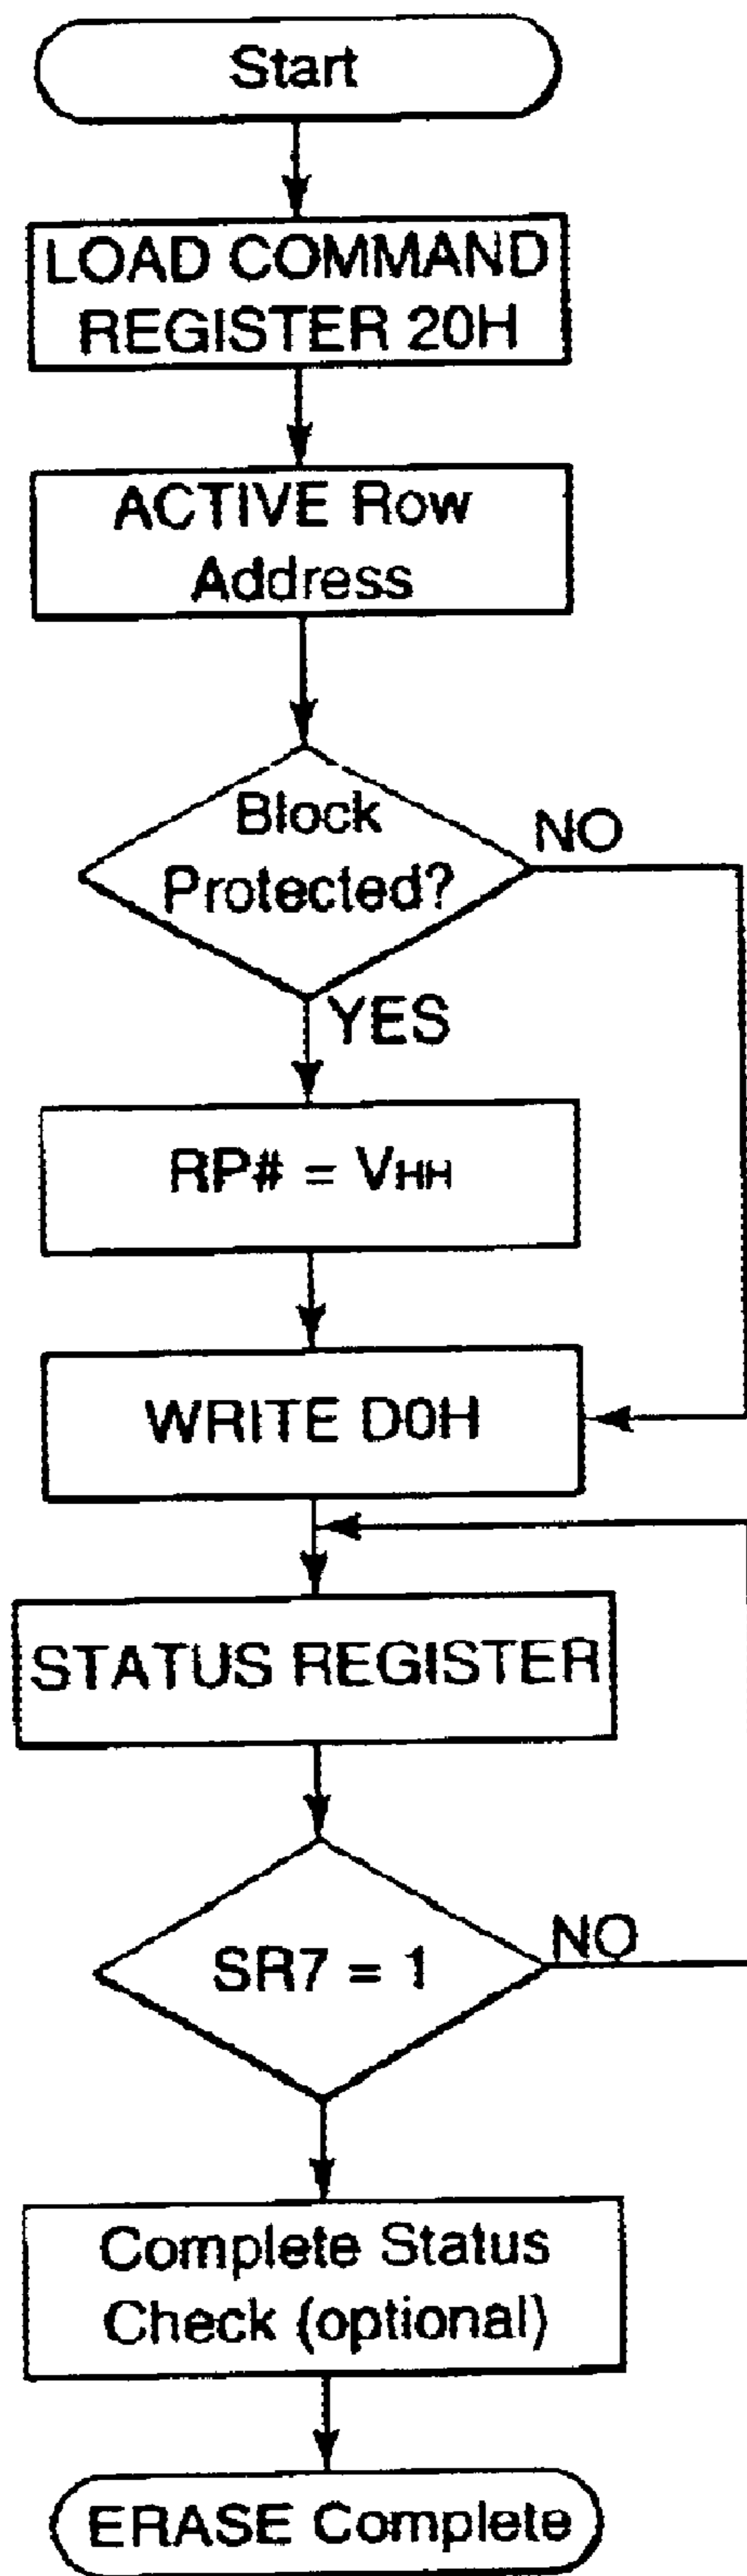 Start
LOAD COMMAND
REGISTER 20H
ACTIVE Row
Address
Block
Protected?
NO
YES
RP# = VHH
WRITE D0H
STATUS REGISTER
SR7 = 1
NO
Complete Status
Check (optional)
ERASE Complete